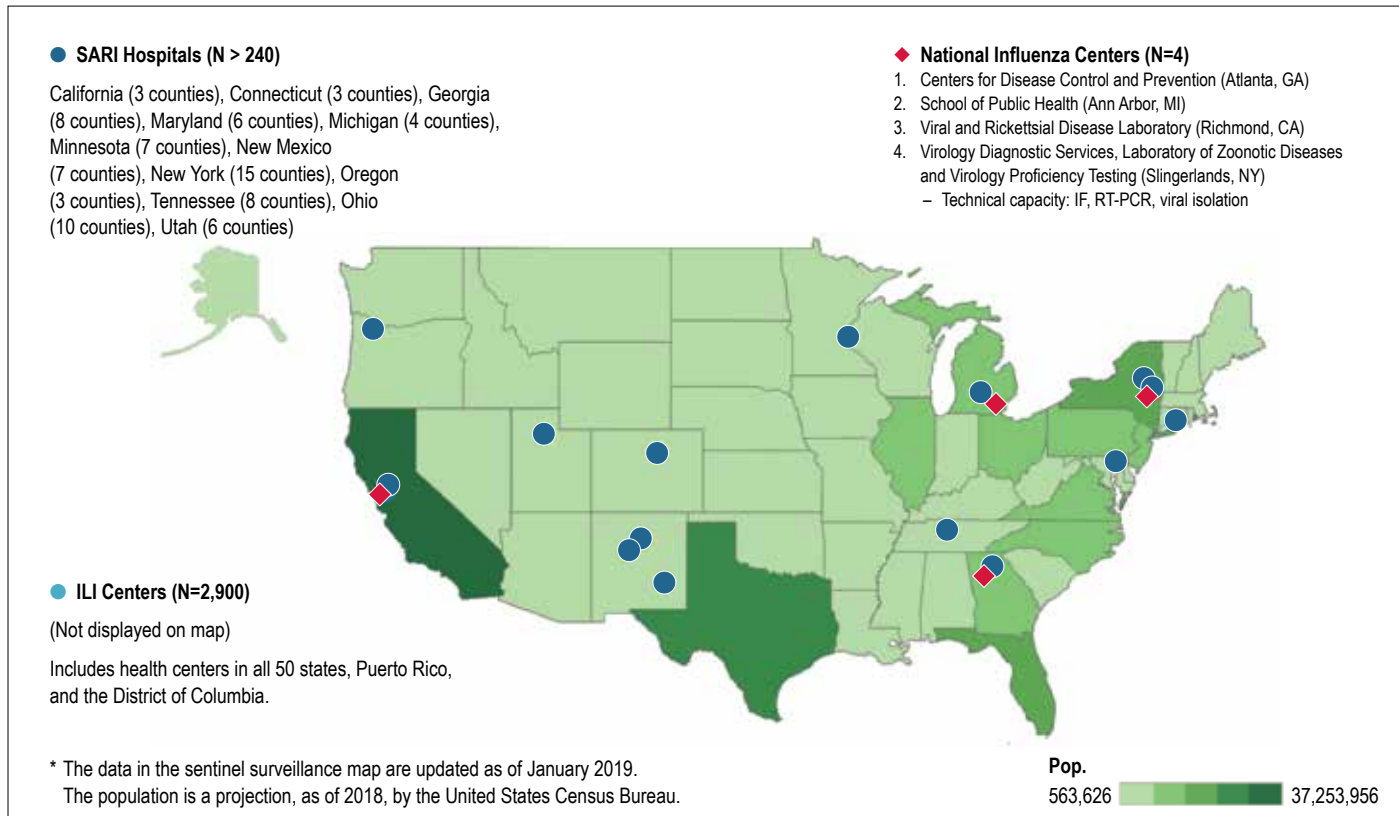 SARI Hospitals (N > 240)
California (3 counties), Connecticut (3 counties), Georgia
(8 counties), Maryland (6 counties), Michigan (4 counties),
Minnesota (7 counties), New Mexico
(7 counties), New York (15 counties), Oregon
(3 counties), Tennessee (8 counties), Ohio
(10 counties), Utah (6 counties)
National Influenza Centers (N=4)
1. Centers for Disease Control and Prevention (Atlanta, GA)
2. School of Public Health (Ann Arbor, MI)
3. Viral and Rickettsial Disease Laboratory (Richmond, CA)
4. Virology Diagnostic Services, Laboratory of Zoonotic Diseases
and Virology Proficiency Testing (Slingerlands, NY)
– Technical capacity: IF, RT-PCR, viral isolation
ILI Centers (N=2,900)
(Not displayed on map)
Includes health centers in all 50 states, Puerto Rico,
and the District of Columbia.
* The data in the sentinel surveillance map are updated as of January 2019.
The population is a projection, as of 2018, by the United States Census Bureau.
Pop.
563,626 37,253,956